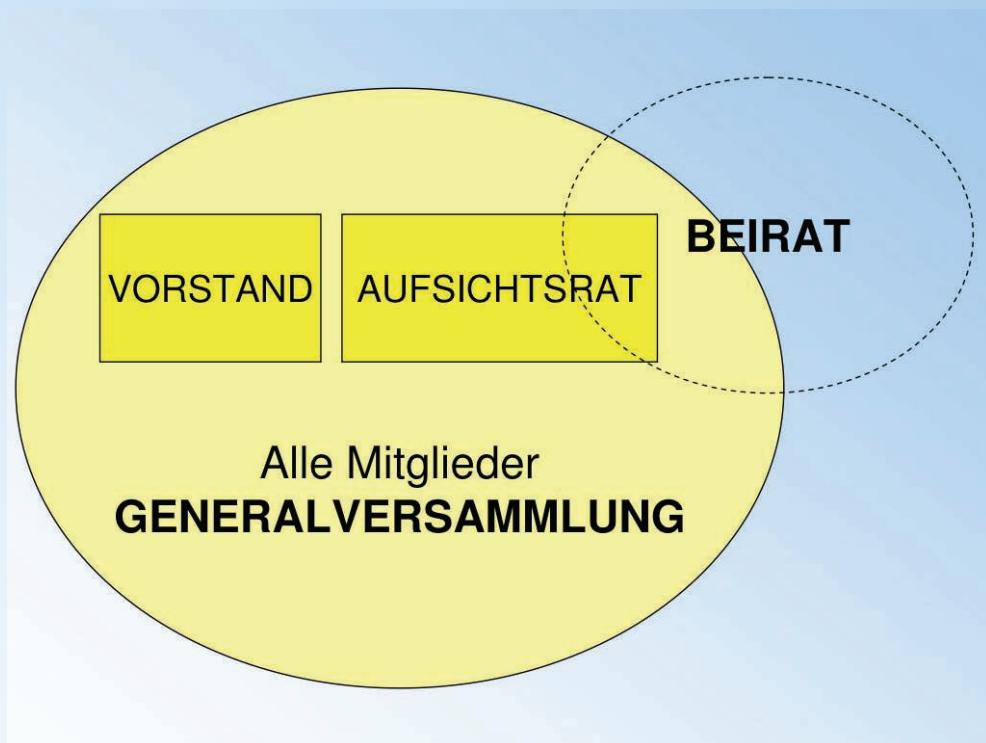 BEIRAT
VORSTAND
AUFSICHTSRAT
Alle Mitglieder
GENERALVERSAMMLUNG